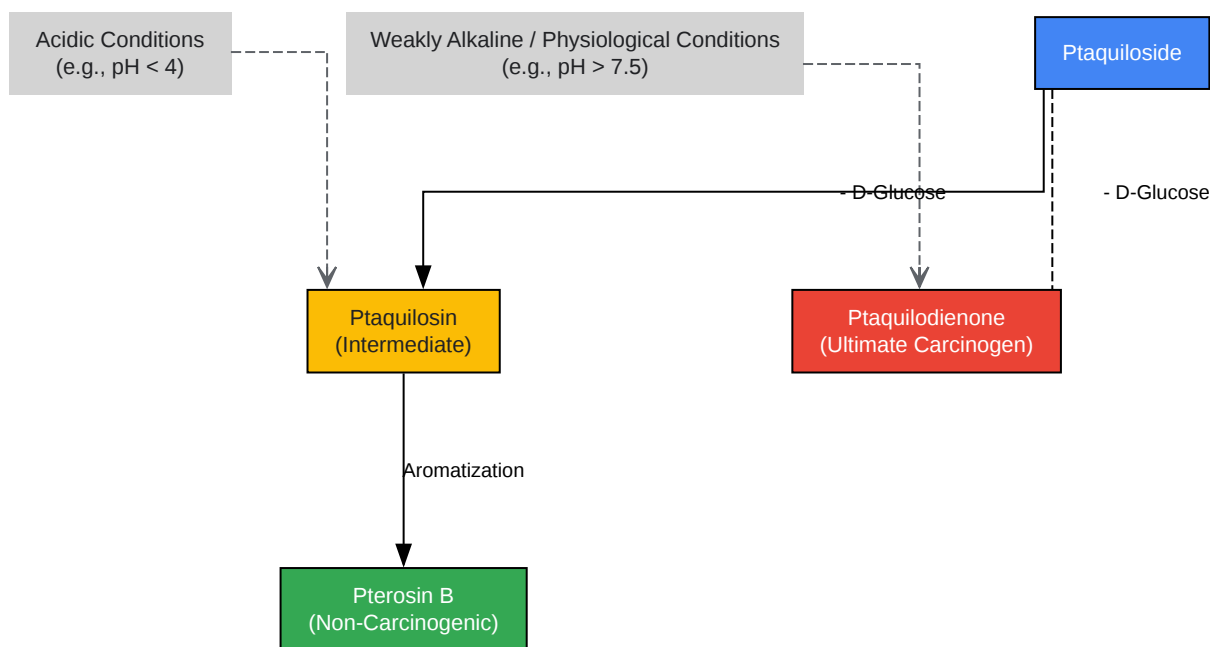 Acidic Conditions
(e.g., pH < 4)
Weakly Alkaline / Physiological Conditions
(e.g., pH > 7.5)
Ptaquiloside
- D-Glucose
- D-Glucose
Ptaquilosin
(Intermediate)
Ptaquilodienone
(Ultimate Carcinogen)
Aromatization
Pterosin B
(Non-Carcinogenic)